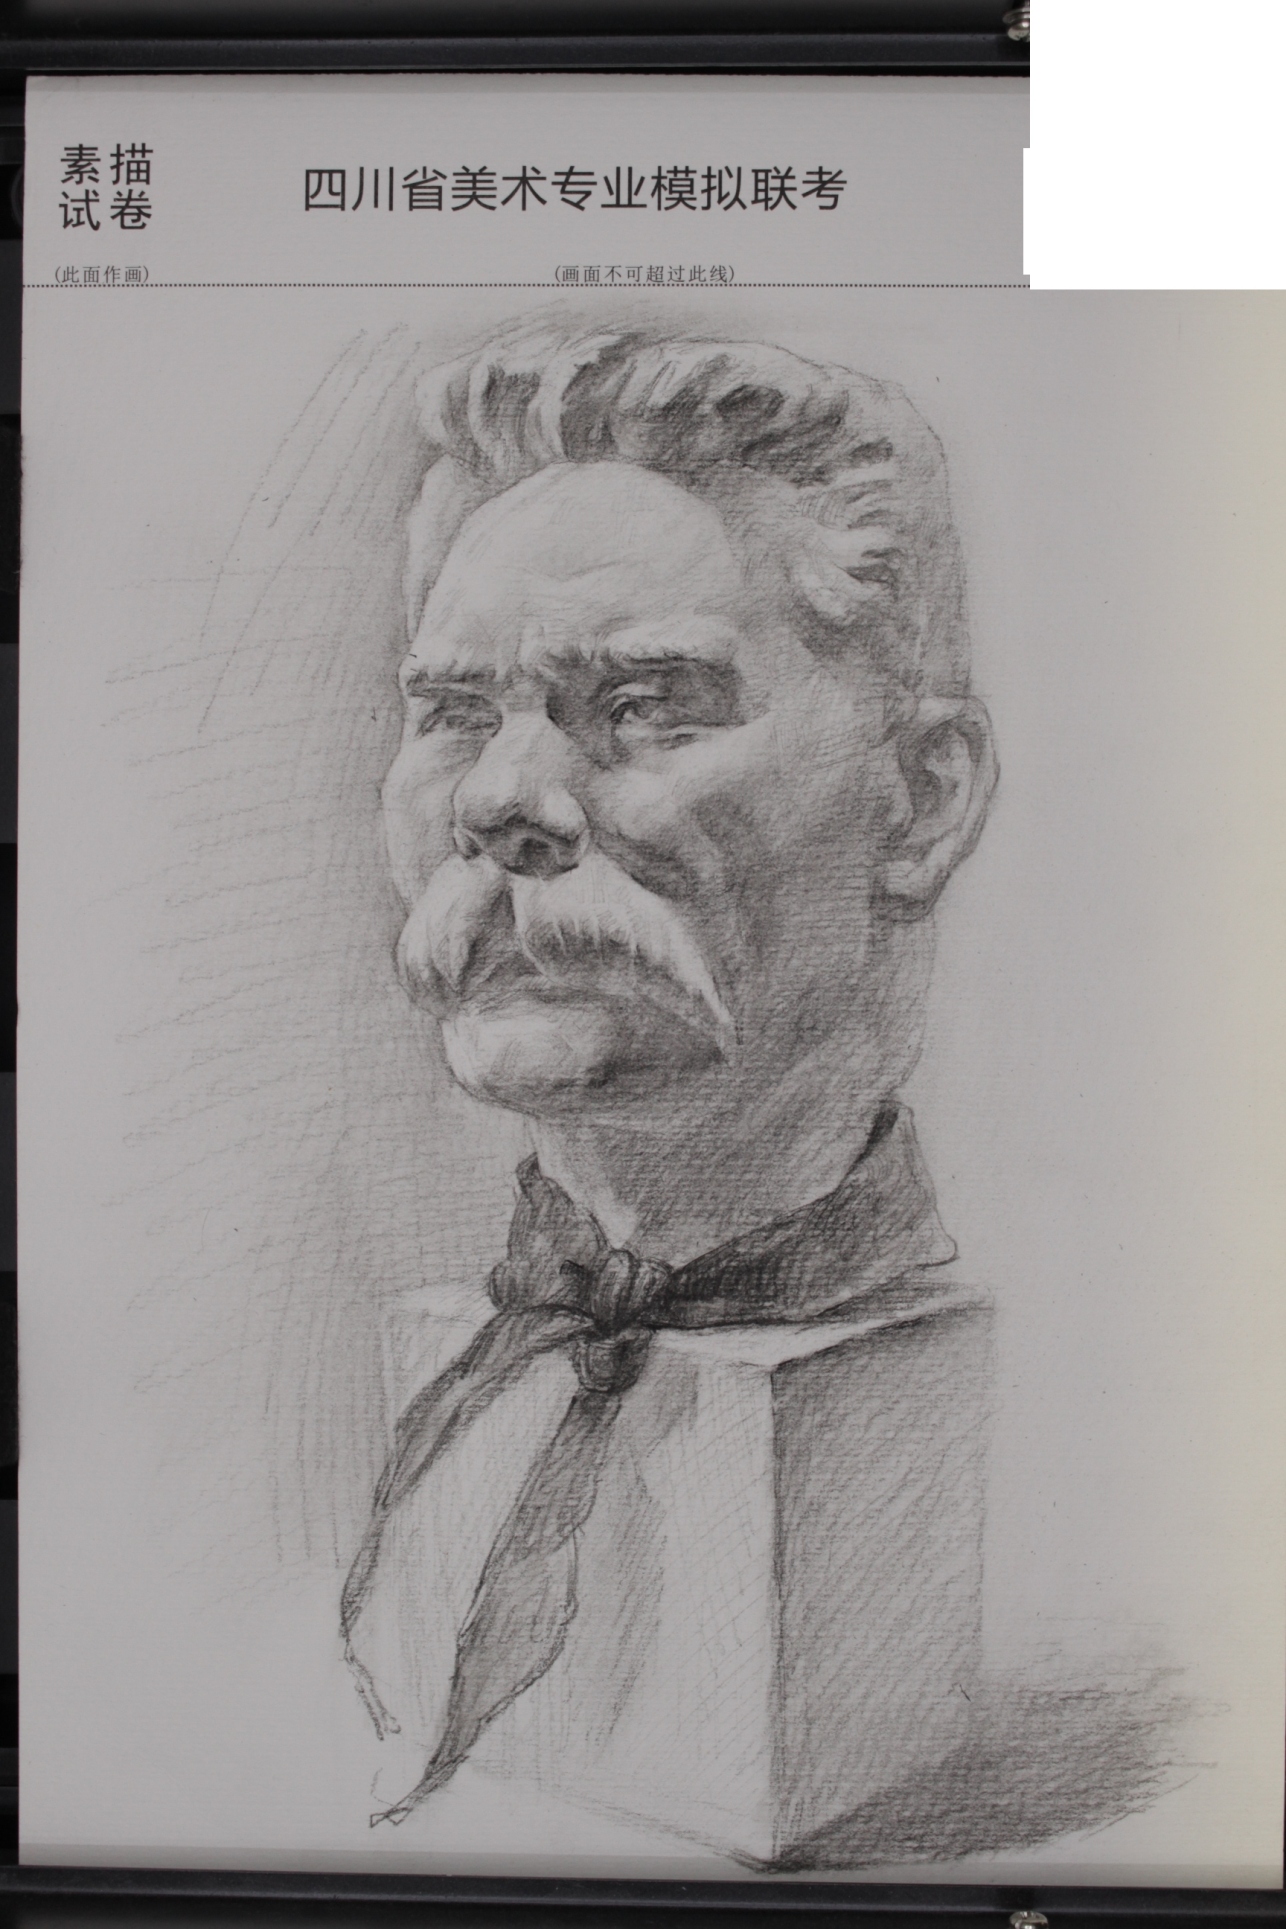 素描
试卷
四川省美术专业模拟联考
(此面作画)
(画面不可超过此线)